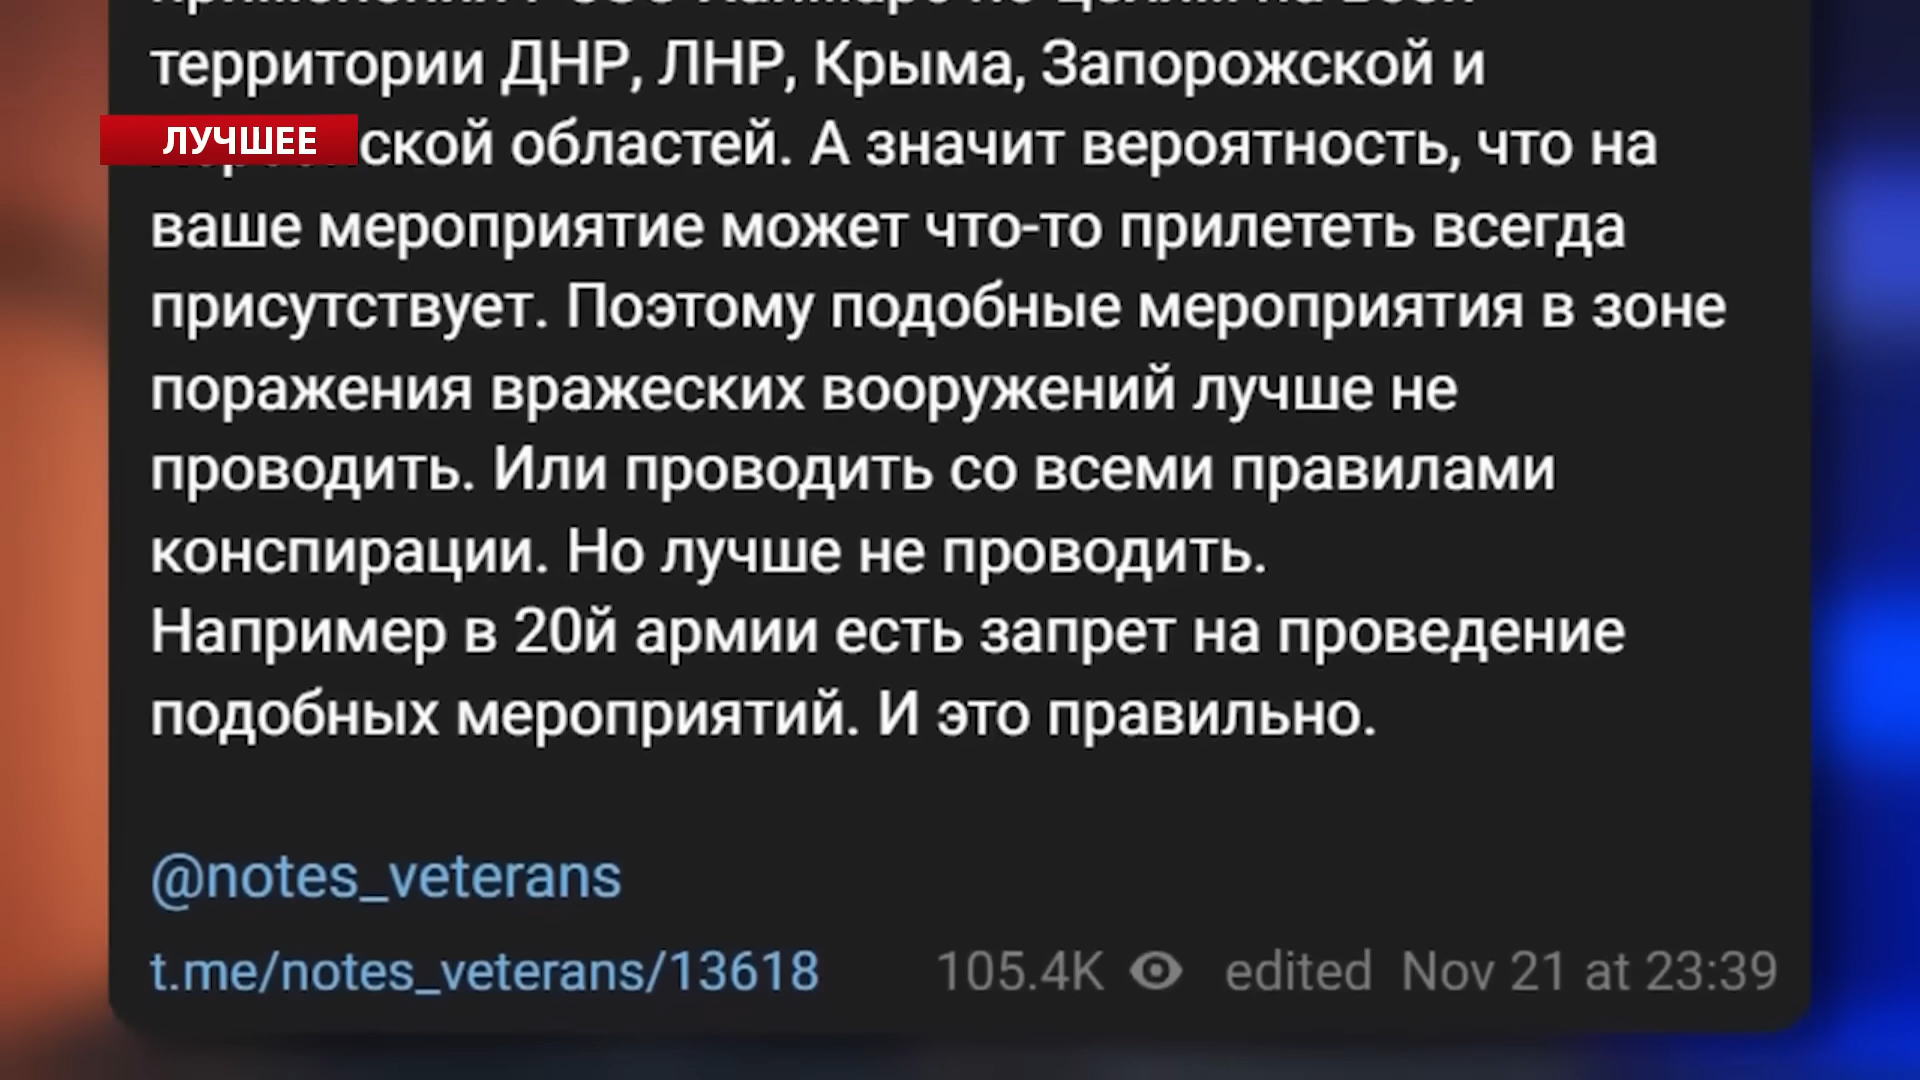 территории ДНР, ЛНР, Крыма, Запорожской и
ЛУЧШЕЕ
ской областей. А значит вероятность, что на
ваше мероприятие может что-то прилететь всегда
присутствует. Поэтому подобные мероприятия в зоне
поражения вражеских вооружений лучше не
проводить. Или проводить со всеми правилами
конспирации. Но лучше не проводить.
Например в 20й армии есть запрет на проведение
подобных мероприятий. И это правильно.
@notes_veterans
t.me/notes_veterans/13618 105.4K edited Nov 21 at 23:39